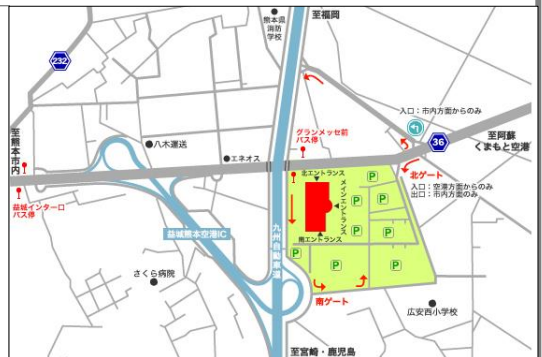 熊本県
消防
学校
至福岡
232
入口：市内方面からのみ
36
至阿蘇
くまもと空港
至熊本市内
八木運送
エネオス
グランメッセ前
バス停
北ゲート
入口：空港方面からのみ
出口：市内方面からのみ
益城インター口
バス停
北エントランス
メインエントランス
南エントランス
P
P
P
P
P
P
P
P
P
益城熊本空港IC
九州自動車道
さくら病院
南ゲート
広安西小学校
至宮崎・鹿児島